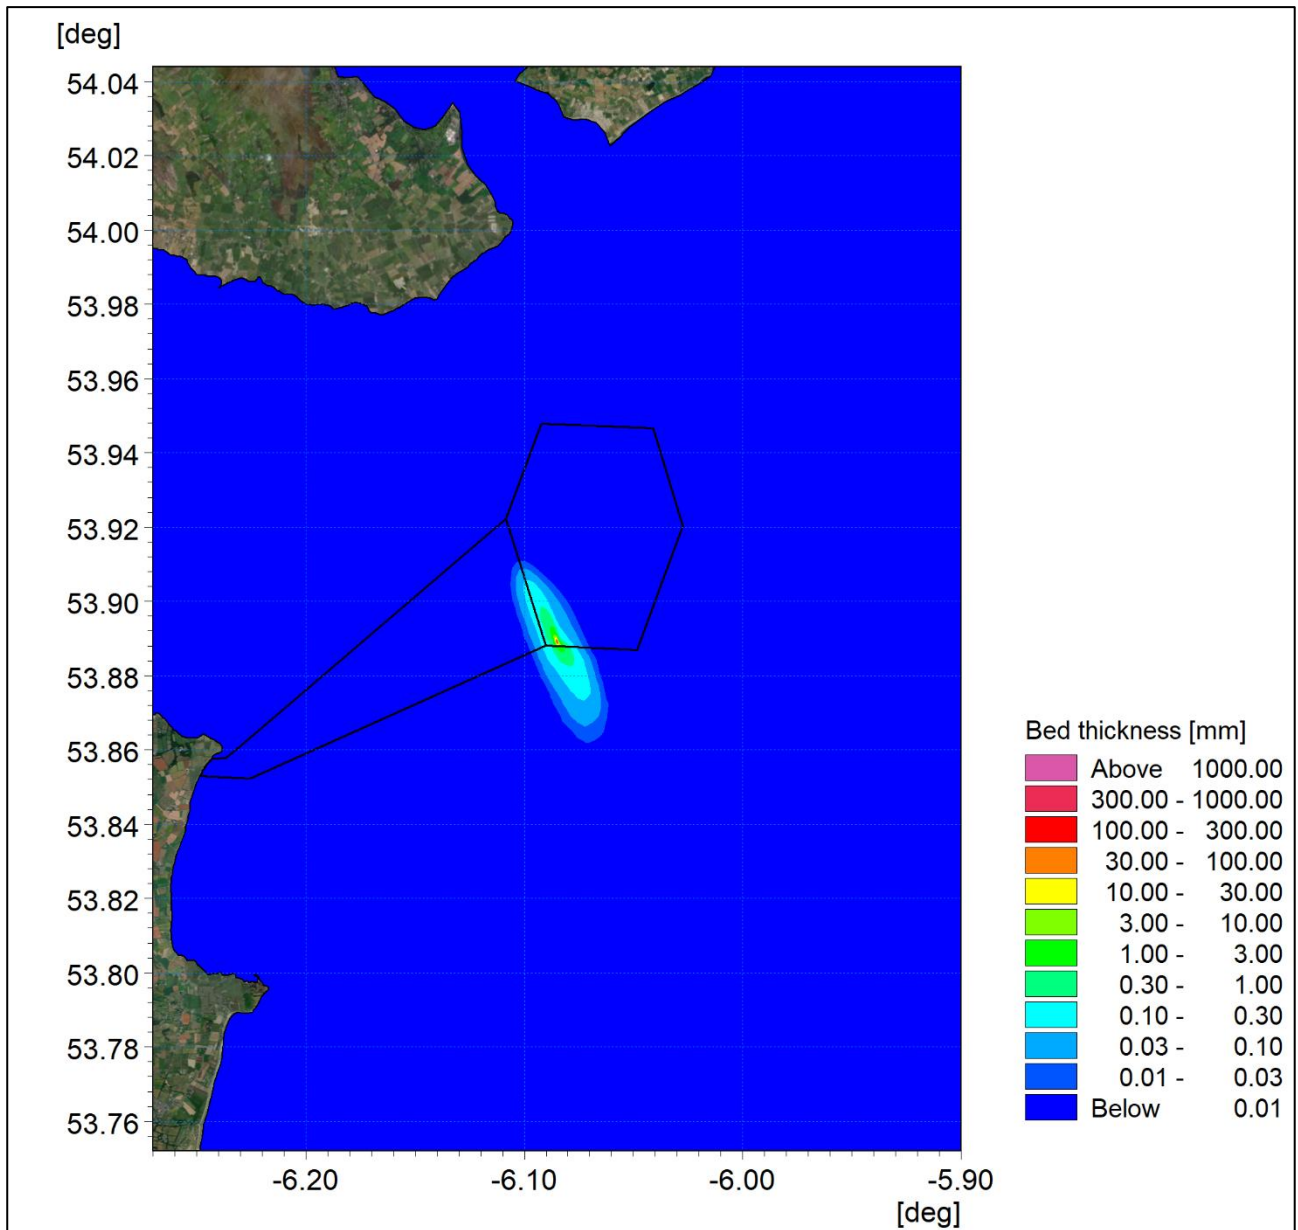 [deg]
54.04
54.02
54.00
53.98
53.96
53.94
53.92
53.90
53.88
53.86
53.84
53.82
53.80
53.78
53.76
-6.20 -6.10 -6.00 -5.90
[deg]
Bed thickness [mm]
Above 1000.00
300.00 - 1000.00
100.00 - 300.00
30.00 - 100.00
10.00 - 30.00
3.00 - 10.00
1.00 - 3.00
0.30 - 1.00
0.10 - 0.30
0.03 - 0.10
0.01 - 0.03
Below 0.01